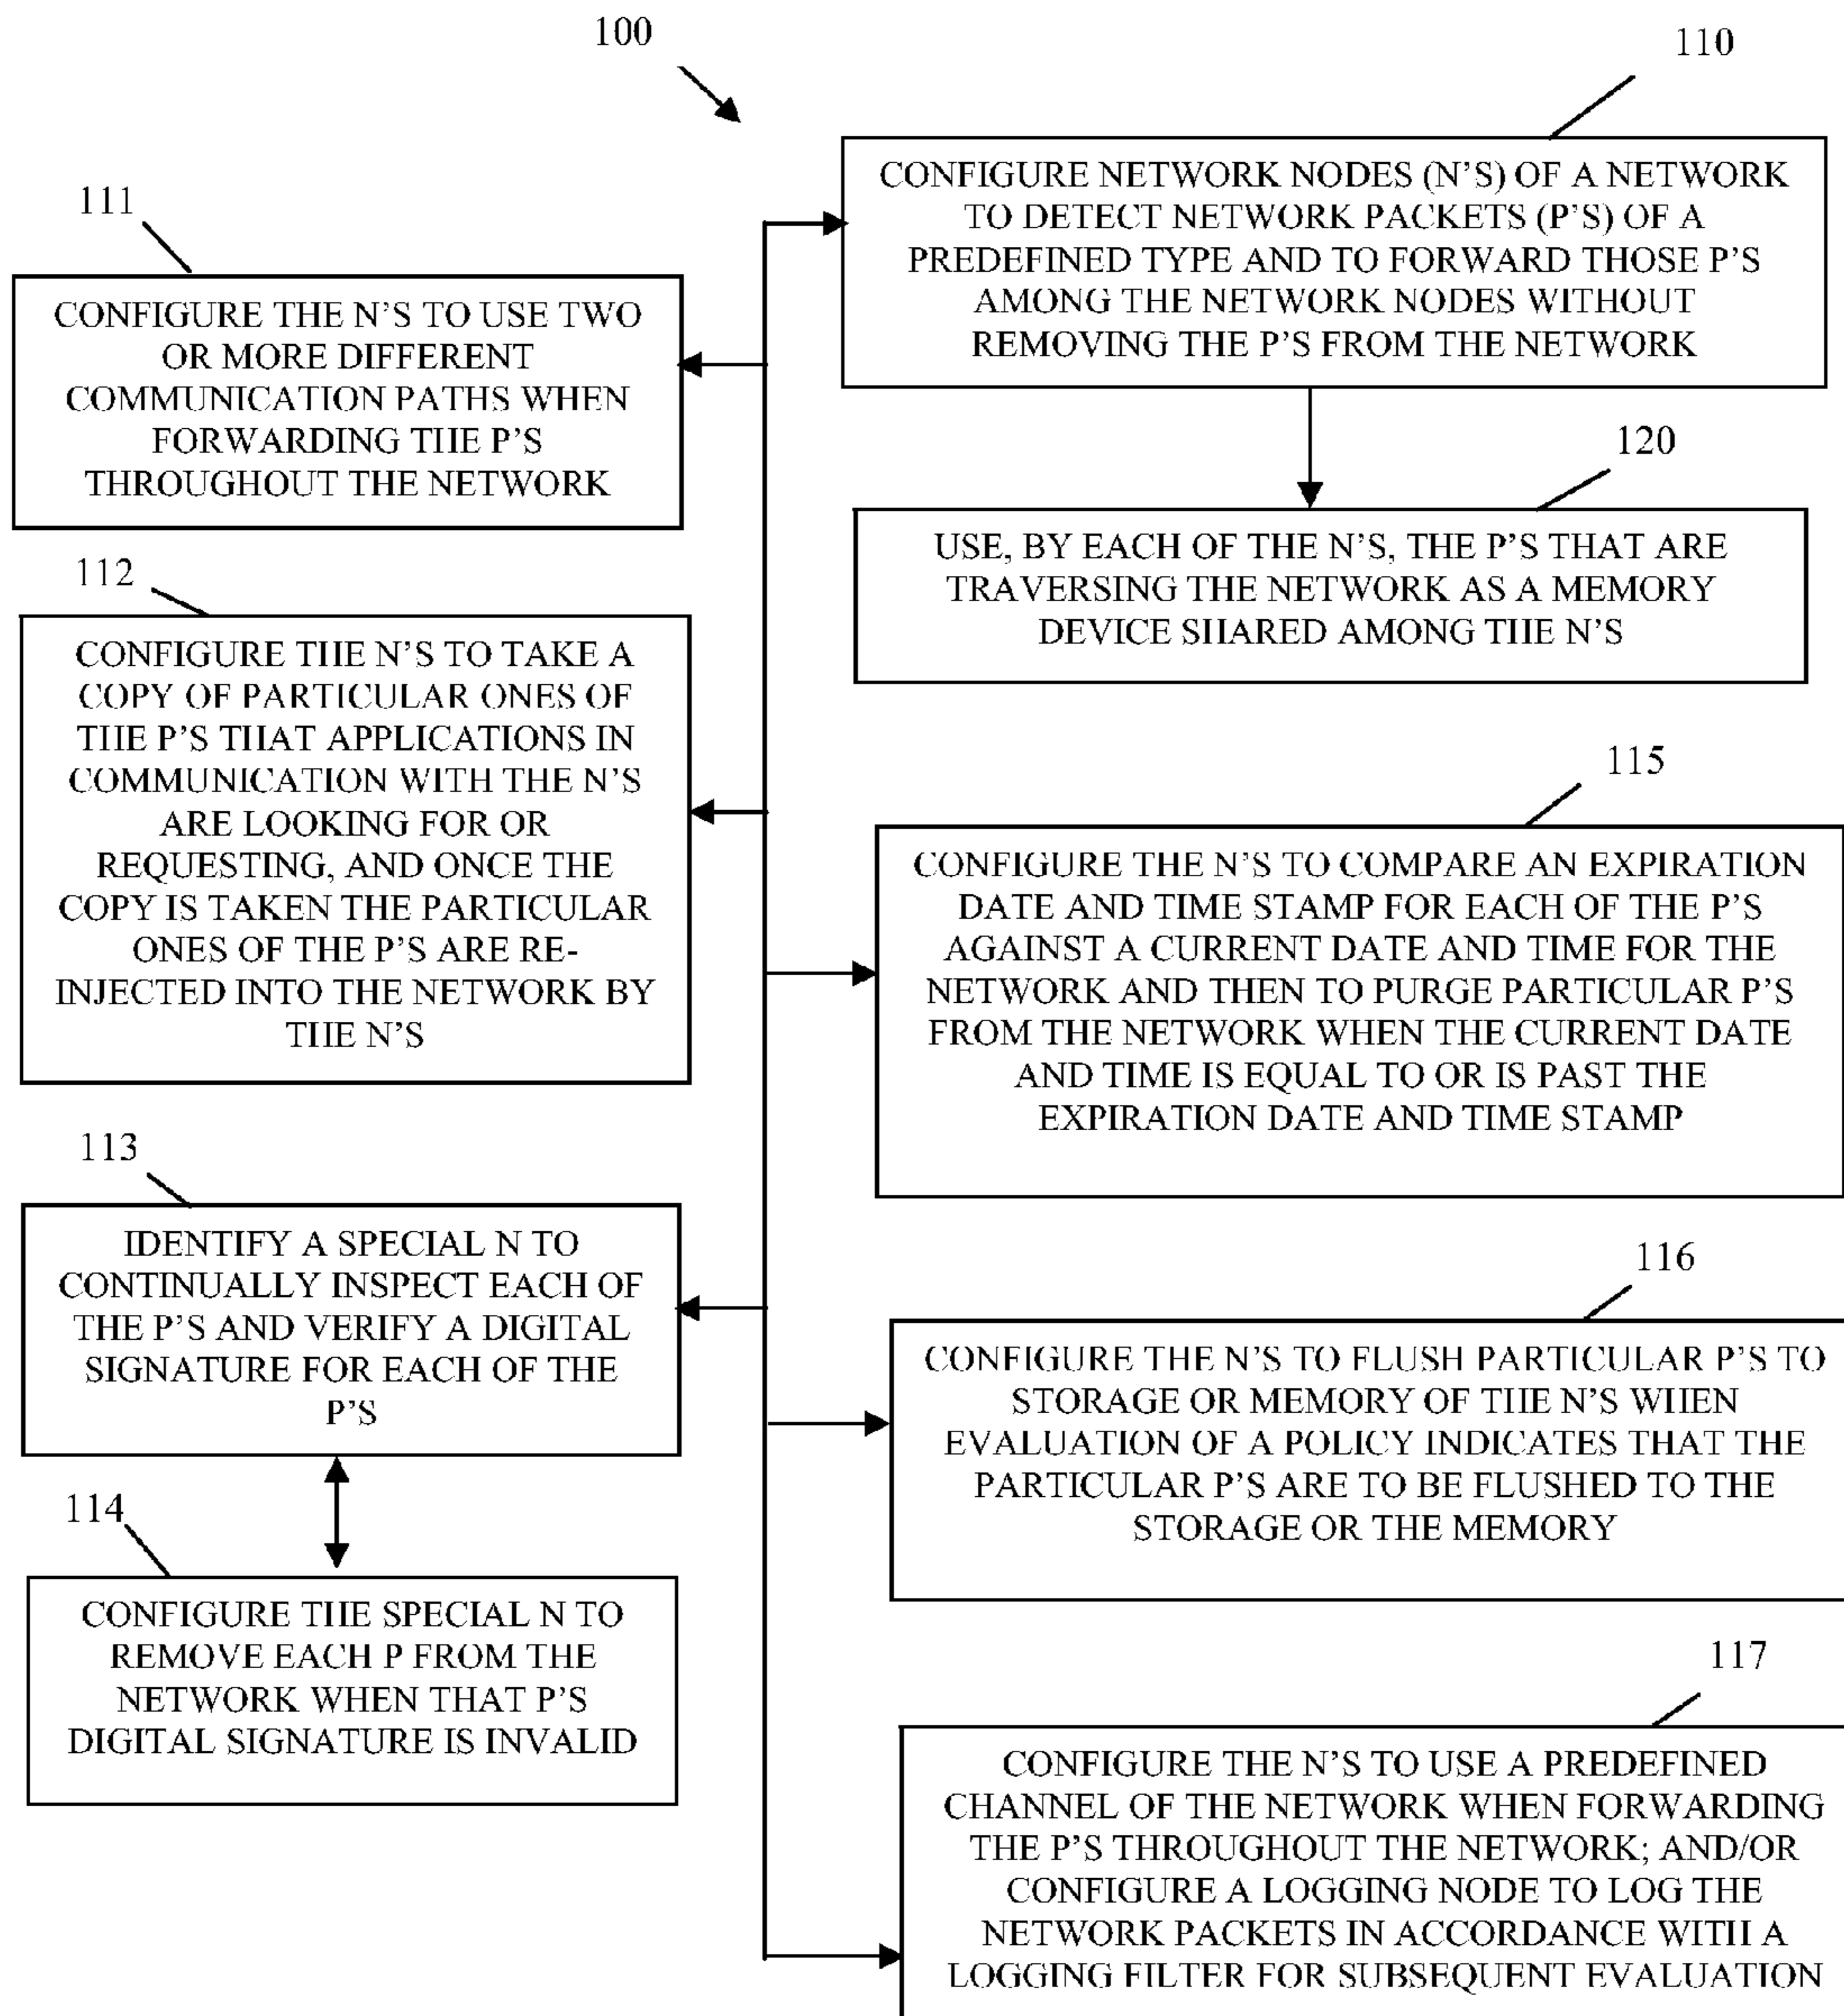 100
110
CONFIGURE NETWORK NODES (N'S) OF A NETWORK
TO DETECT NETWORK PACKETS (P'S) OF A
PREDEFINED TYPE AND TO FORWARD THOSE P'S
AMONG THE NETWORK NODES WITHOUT
REMOVING THE P'S FROM THE NETWORK
111
CONFIGURE THE N'S TO USE TWO
OR MORE DIFFERENT
COMMUNICATION PATHS WHEN
FORWARDING THE P'S
THROUGHOUT THE NETWORK
120
USE, BY EACH OF THE N'S, THE P'S THAT ARE
TRAVERSING THE NETWORK AS A MEMORY
DEVICE SHARED AMONG THE N'S
112
CONFIGURE THE N'S TO TAKE A
COPY OF PARTICULAR ONES OF
THE P'S THAT APPLICATIONS IN
COMMUNICATION WITH THE N'S
ARE LOOKING FOR OR
REQUESTING, AND ONCE THE
COPY IS TAKEN THE PARTICULAR
ONES OF THE P'S ARE RE-
INJECTED INTO THE NETWORK BY
THE N'S
115
CONFIGURE THE N'S TO COMPARE AN EXPIRATION
DATE AND TIME STAMP FOR EACH OF THE P'S
AGAINST A CURRENT DATE AND TIME FOR THE
NETWORK AND THEN TO PURGE PARTICULAR P'S
FROM THE NETWORK WHEN THE CURRENT DATE
AND TIME IS EQUAL TO OR IS PAST THE
EXPIRATION DATE AND TIME STAMP
113
IDENTIFY A SPECIAL N TO
CONTINUALLY INSPECT EACH OF
THE P'S AND VERIFY A DIGITAL
SIGNATURE FOR EACH OF THE
P'S
116
CONFIGURE THE N'S TO FLUSH PARTICULAR P'S TO
STORAGE OR MEMORY OF THE N'S WHEN
EVALUATION OF A POLICY INDICATES THAT THE
PARTICULAR P'S ARE TO BE FLUSHED TO THE
STORAGE OR THE MEMORY
114
CONFIGURE THE SPECIAL N TO
REMOVE EACH P FROM THE
NETWORK WHEN THAT P'S
DIGITAL SIGNATURE IS INVALID
117
CONFIGURE THE N'S TO USE A PREDEFINED
CHANNEL OF THE NETWORK WHEN FORWARDING
THE P'S THROUGHOUT THE NETWORK; AND/OR
CONFIGURE A LOGGING NODE TO LOG THE
NETWORK PACKETS IN ACCORDANCE WITH A
LOGGING FILTER FOR SUBSEQUENT EVALUATION